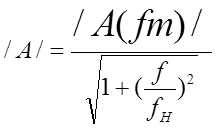 / A / = / A(fm) / / √(1 + (f / f_H)²)